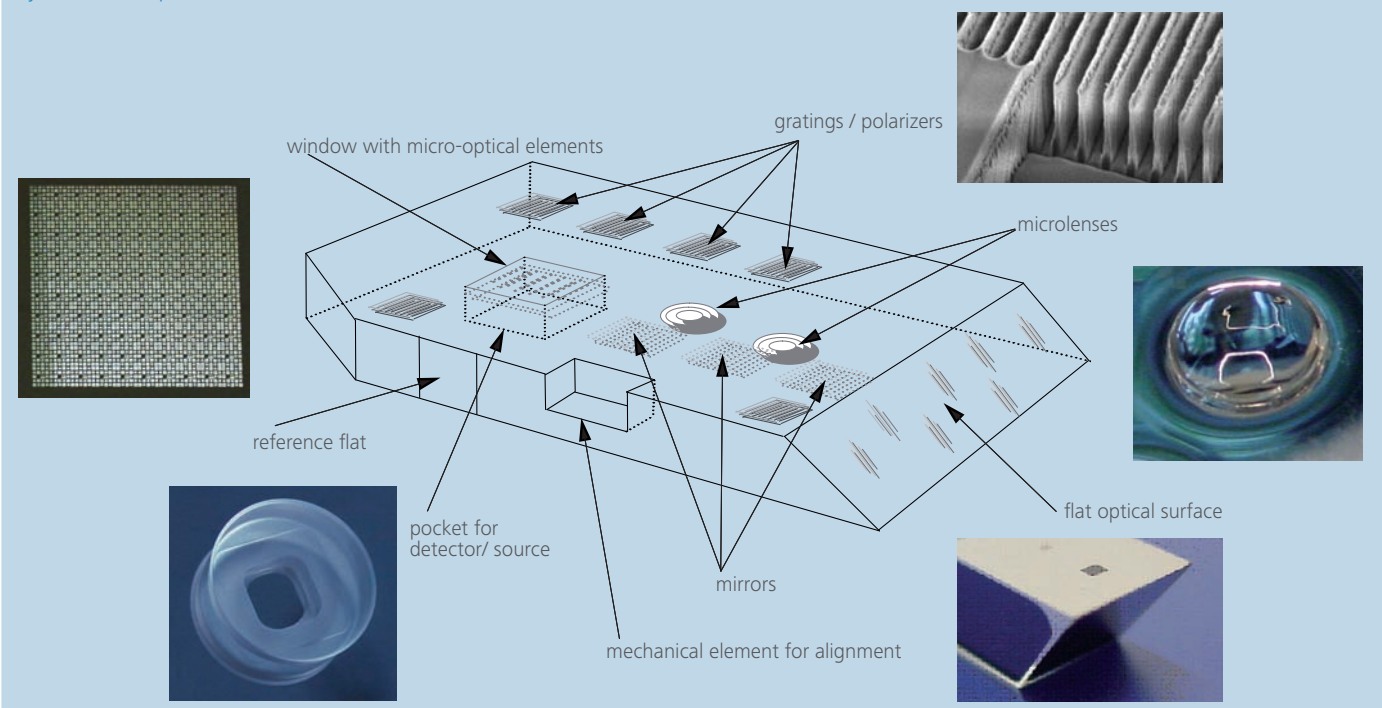 gratings / polarizers
window with micro-optical elements
microlenses
reference flat
flat optical surface
pocket for
detector/ source
mirrors
mechanical element for alignment